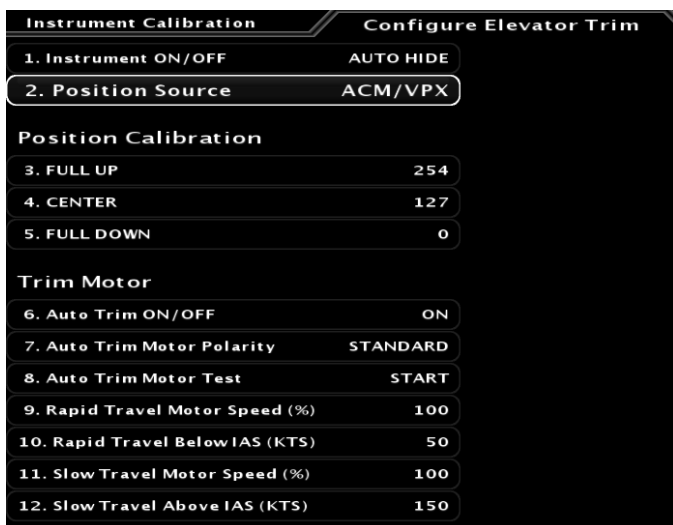 Instrument Calibration Configure Elevator Trim
1. Instrument ON/OFF AUTO HIDE
2. Position Source ACM/VPX
Position Calibration
3. FULL UP 254
4. CENTER 127
5. FULL DOWN 0
Trim Motor
6. Auto Trim ON/OFF ON
7. Auto Trim Motor Polarity STANDARD
8. Auto Trim Motor Test START
9. Rapid Travel Motor Speed (%) 100
10. Rapid Travel Below IAS (KTS) 50
11. Slow Travel Motor Speed (%) 100
12. Slow Travel Above IAS (KTS) 150